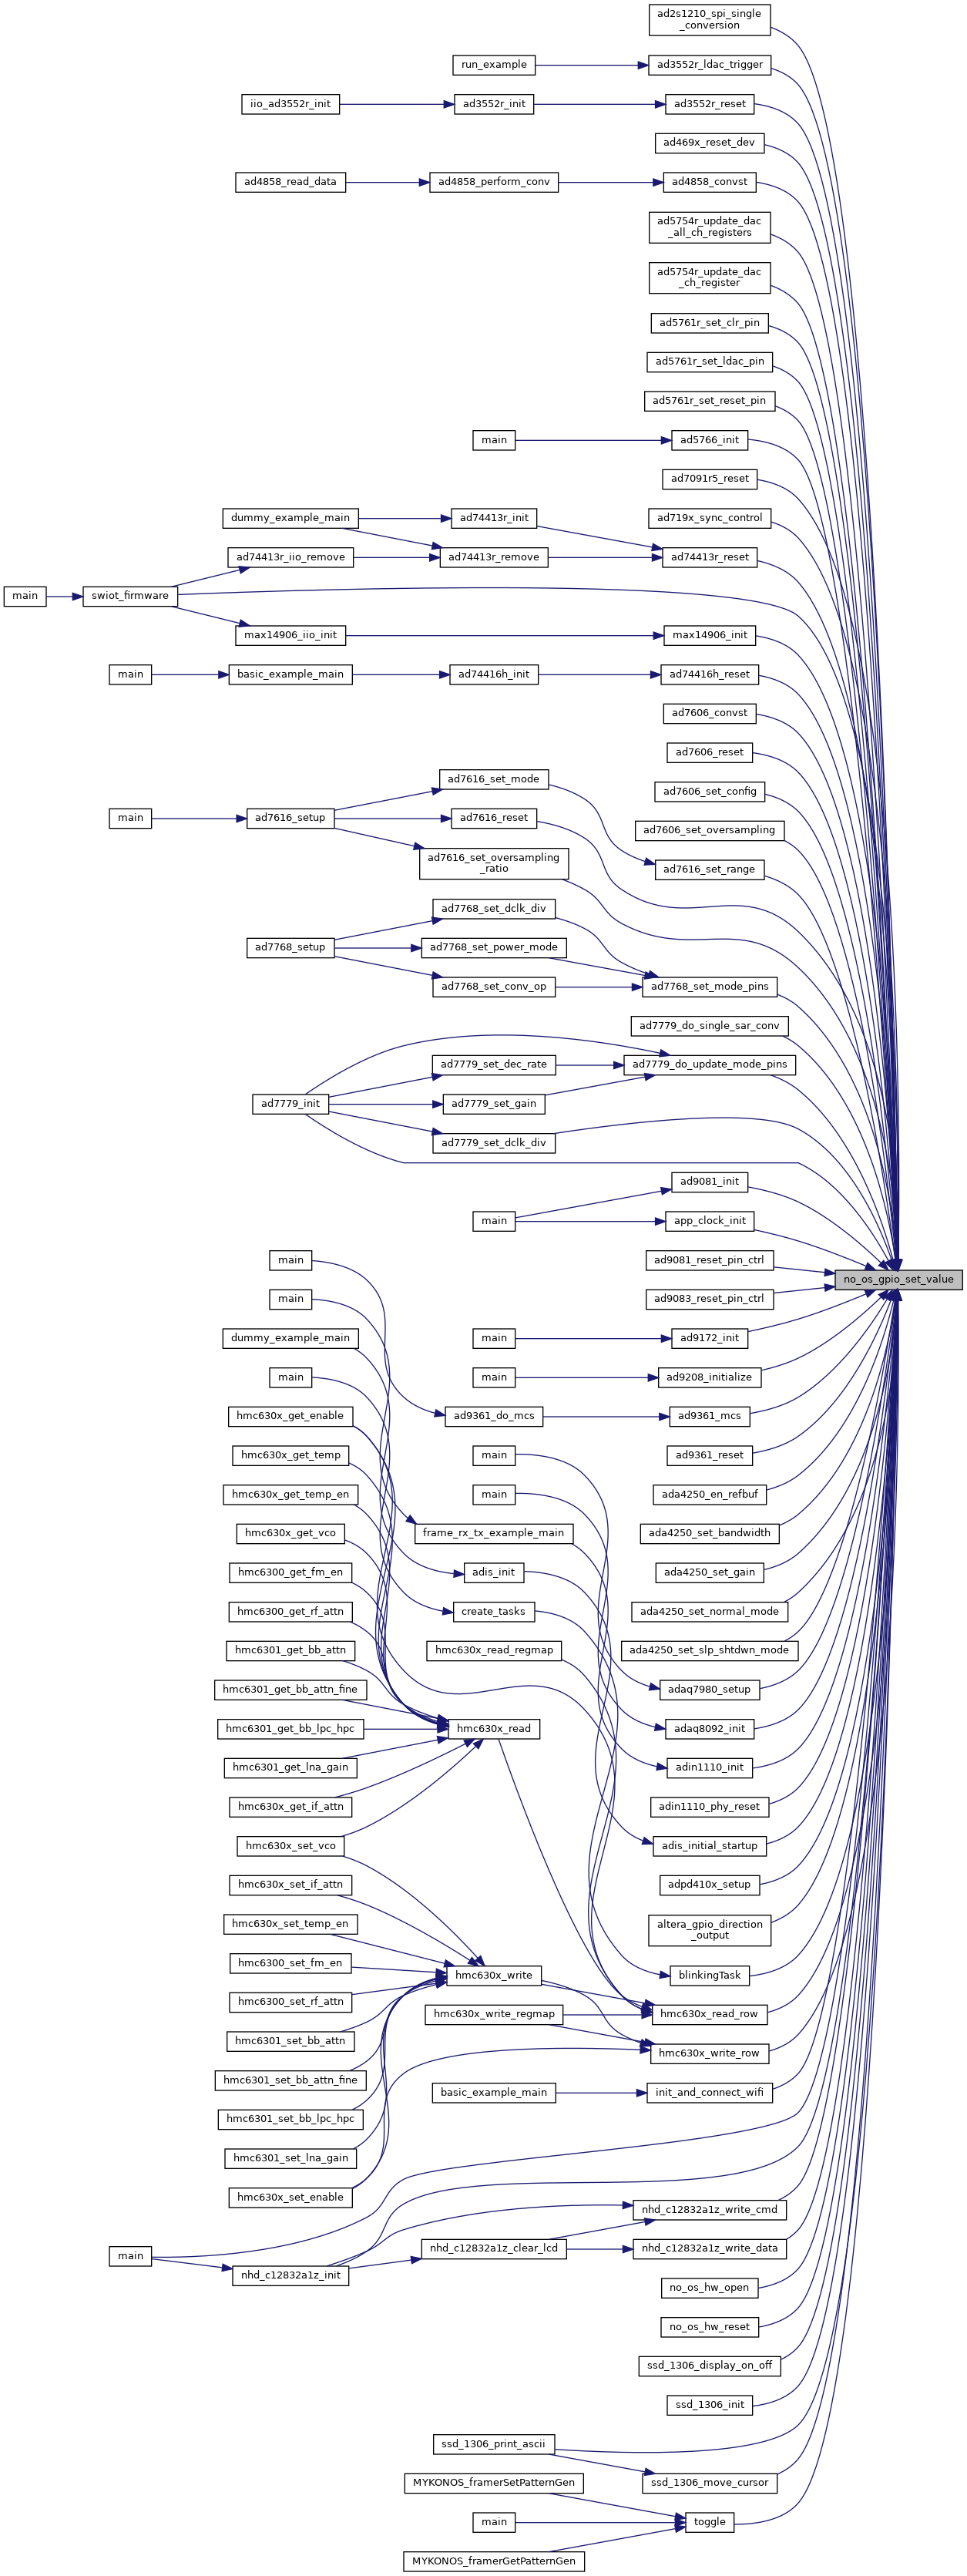 ad2s1210_spi_single
_conversion
run_example
ad3552r_ldac_trigger
iio_ad3552r_init
ad3552r_init
ad3552r_reset
ad469x_reset_dev
ad4858_read_data
ad4858_perform_conv
ad4858_convst
ad5754r_update_dac
_all_ch_registers
ad5754r_update_dac
_ch_register
ad5761r_set_clr_pin
ad5761r_set_ldac_pin
ad5761r_set_reset_pin
main
ad5766_init
ad7091r5_reset
dummy_example_main
ad74413r_init
ad719x_sync_control
ad74413r_iio_remove
ad74413r_remove
ad74413r_reset
main
swiot_firmware
max14906_iio_init
max14906_init
main
basic_example_main
ad74416h_init
ad74416h_reset
ad7606_convst
ad7606_reset
ad7616_set_mode
ad7606_set_config
main
ad7616_setup
ad7616_reset
ad7606_set_oversampling
ad7616_set_oversampling
_ratio
ad7616_set_range
ad7768_set_dclk_div
ad7768_setup
ad7768_set_power_mode
ad7768_set_conv_op
ad7768_set_mode_pins
ad7779_do_single_sar_conv
ad7779_set_dec_rate
ad7779_do_update_mode_pins
ad7779_init
ad7779_set_gain
ad7779_set_dclk_div
ad9081_init
main
app_clock_init
main
ad9081_reset_pin_ctrl
no_os_gpio_set_value
main
ad9083_reset_pin_ctrl
dummy_example_main
main
ad9172_init
main
main
ad9208_initialize
hmc630x_get_enable
ad9361_do_mcs
ad9361_mcs
hmc630x_get_temp
main
ad9361_reset
hmc630x_get_temp_en
main
ada4250_en_refbuf
hmc630x_get_vco
frame_rx_tx_example_main
ada4250_set_bandwidth
hmc6300_get_fm_en
adis_init
ada4250_set_gain
hmc6300_get_rf_attn
create_tasks
ada4250_set_normal_mode
hmc6301_get_bb_attn
hmc630x_read_regmap
ada4250_set_slp_shtdwn_mode
hmc6301_get_bb_attn_fine
adaq7980_setup
hmc6301_get_bb_lpc_hpc
hmc630x_read
adaq8092_init
hmc6301_get_lna_gain
adin1110_init
hmc630x_get_if_attn
adin1110_phy_reset
hmc630x_set_vco
adis_initial_startup
hmc630x_set_if_attn
adpd410x_setup
hmc630x_set_temp_en
altera_gpio_direction
_output
hmc6300_set_fm_en
hmc630x_write
blinkingTask
hmc6300_set_rf_attn
hmc630x_write_regmap
hmc630x_read_row
hmc6301_set_bb_attn
hmc630x_write_row
hmc6301_set_bb_attn_fine
basic_example_main
init_and_connect_wifi
hmc6301_set_bb_lpc_hpc
hmc6301_set_lna_gain
hmc630x_set_enable
nhd_c12832a1z_write_cmd
main
nhd_c12832a1z_init
nhd_c12832a1z_clear_lcd
nhd_c12832a1z_write_data
no_os_hw_open
no_os_hw_reset
ssd_1306_display_on_off
ssd_1306_init
ssd_1306_print_ascii
ssd_1306_move_cursor
MYKONOS_framerSetPatternGen
main
toggle
MYKONOS_framerGetPatternGen